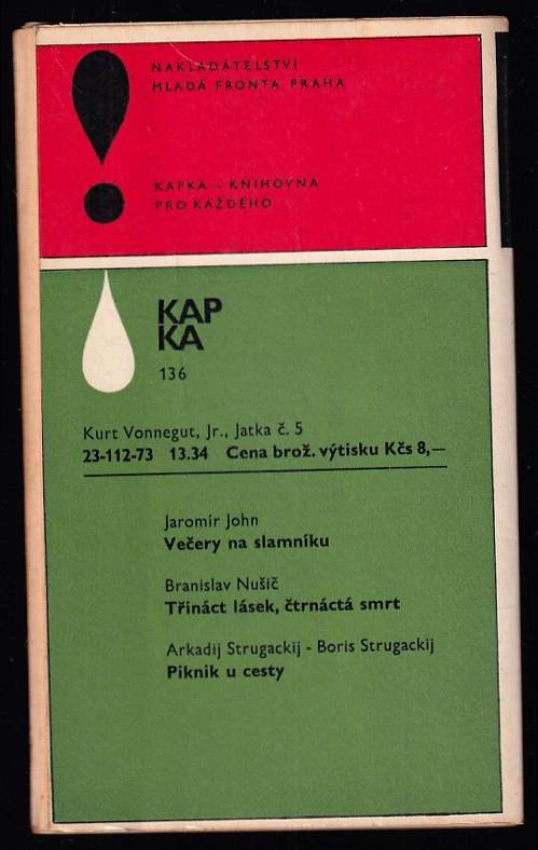 NAKLADATELSTVÍ
MLADÁ FRONTA PRAHA
KAPKA – KNIHOVNA
PRO KAŽDÉHO
KAP
KA
136
Kurt Vonnegut, Jr., Jatka č. 5
23-112-73 13.34 Cena brož. výtisku Kčs 8,—
Jaromír John
Večery na slamníku
Branislav Nušič
Třináct lásek, čtrnáctá smrt
Arkadij Strugackij - Boris Strugackij
Piknik u cesty